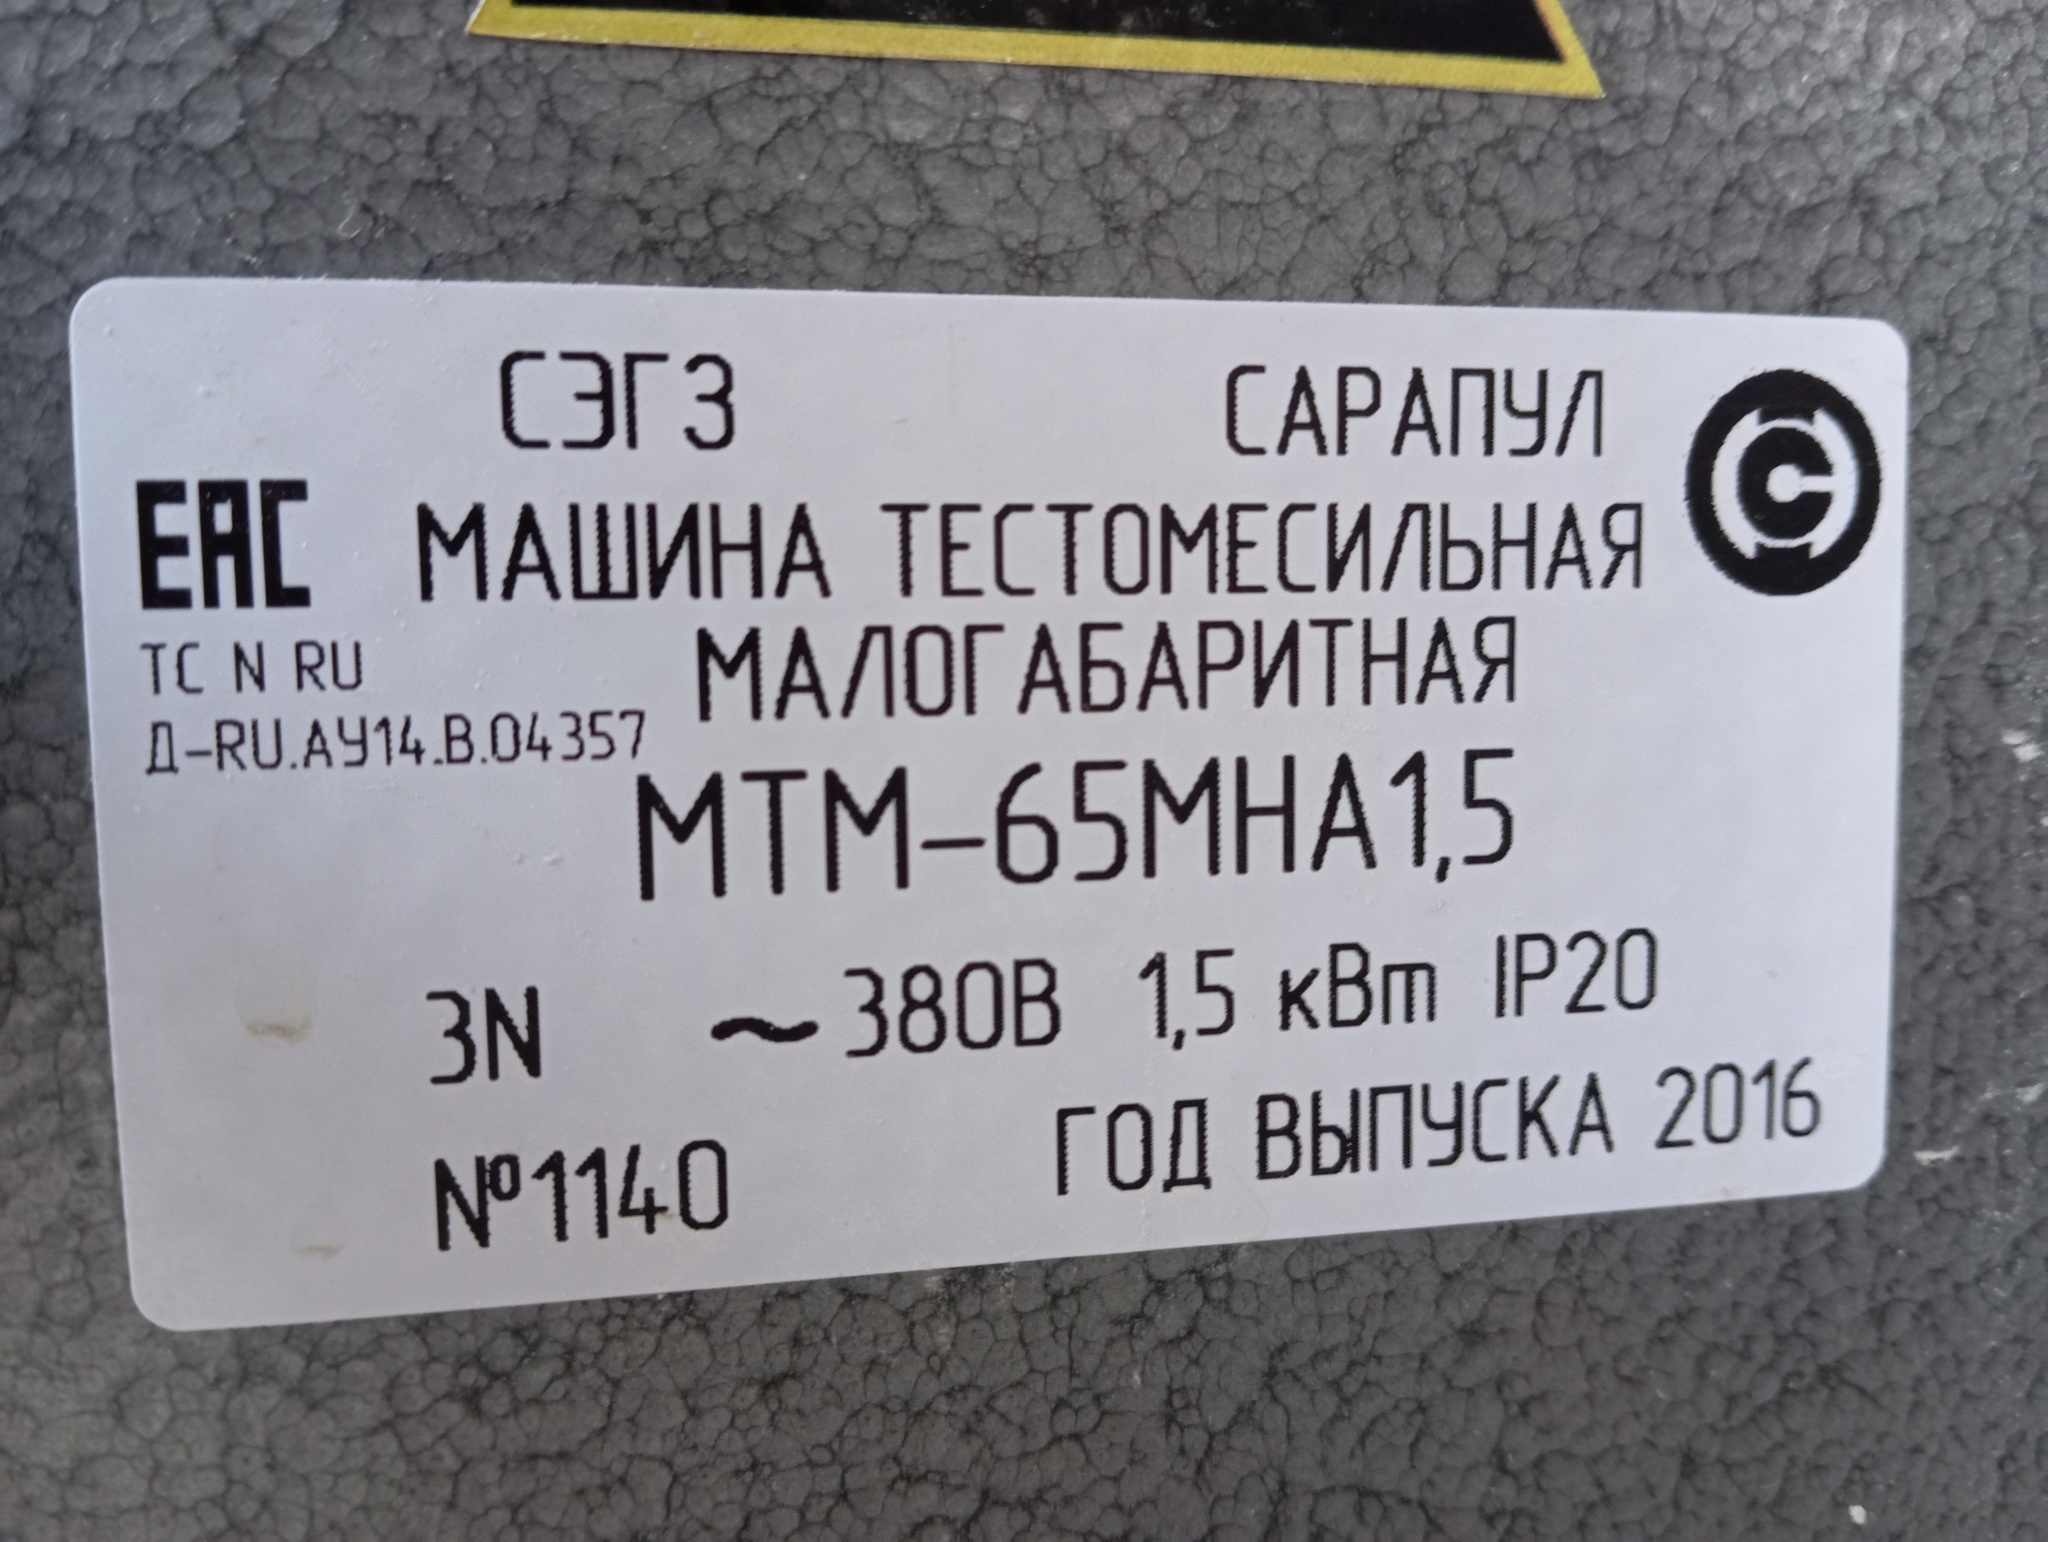 СЭГЗ САРАПУЛ
ЕАС МАШИНА ТЕСТОМЕСИЛЬНАЯ
ТС N RU МАЛОГАБАРИТНАЯ
Д-RU.АУ14.В.04357
МТМ-65МНА1,5
3N ~380В 1,5 кВт IP20
№1140 ГОД ВЫПУСКА 2016